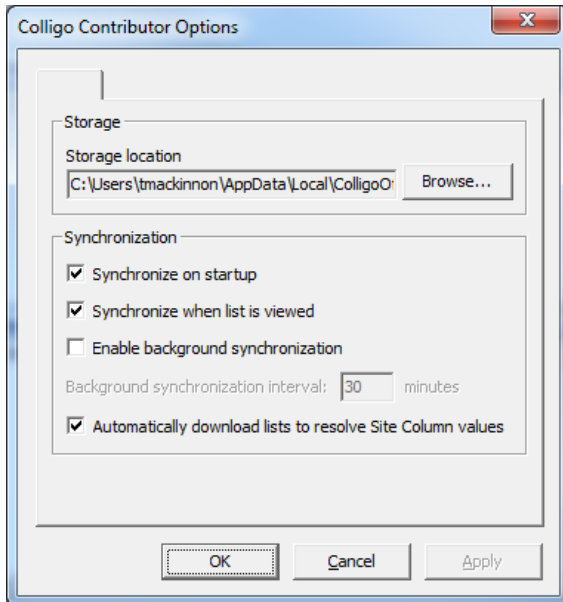 Colligo Contributor Options
Storage
Storage location
C:\Users\tmackinnon\AppData\Local\ColligoO
Browse...
Synchronization
Synchronize on startup
Synchronize when list is viewed
Enable background synchronization
Background synchronization interval: 30 minutes
Automatically download lists to resolve Site Column values
OK Cancel Apply